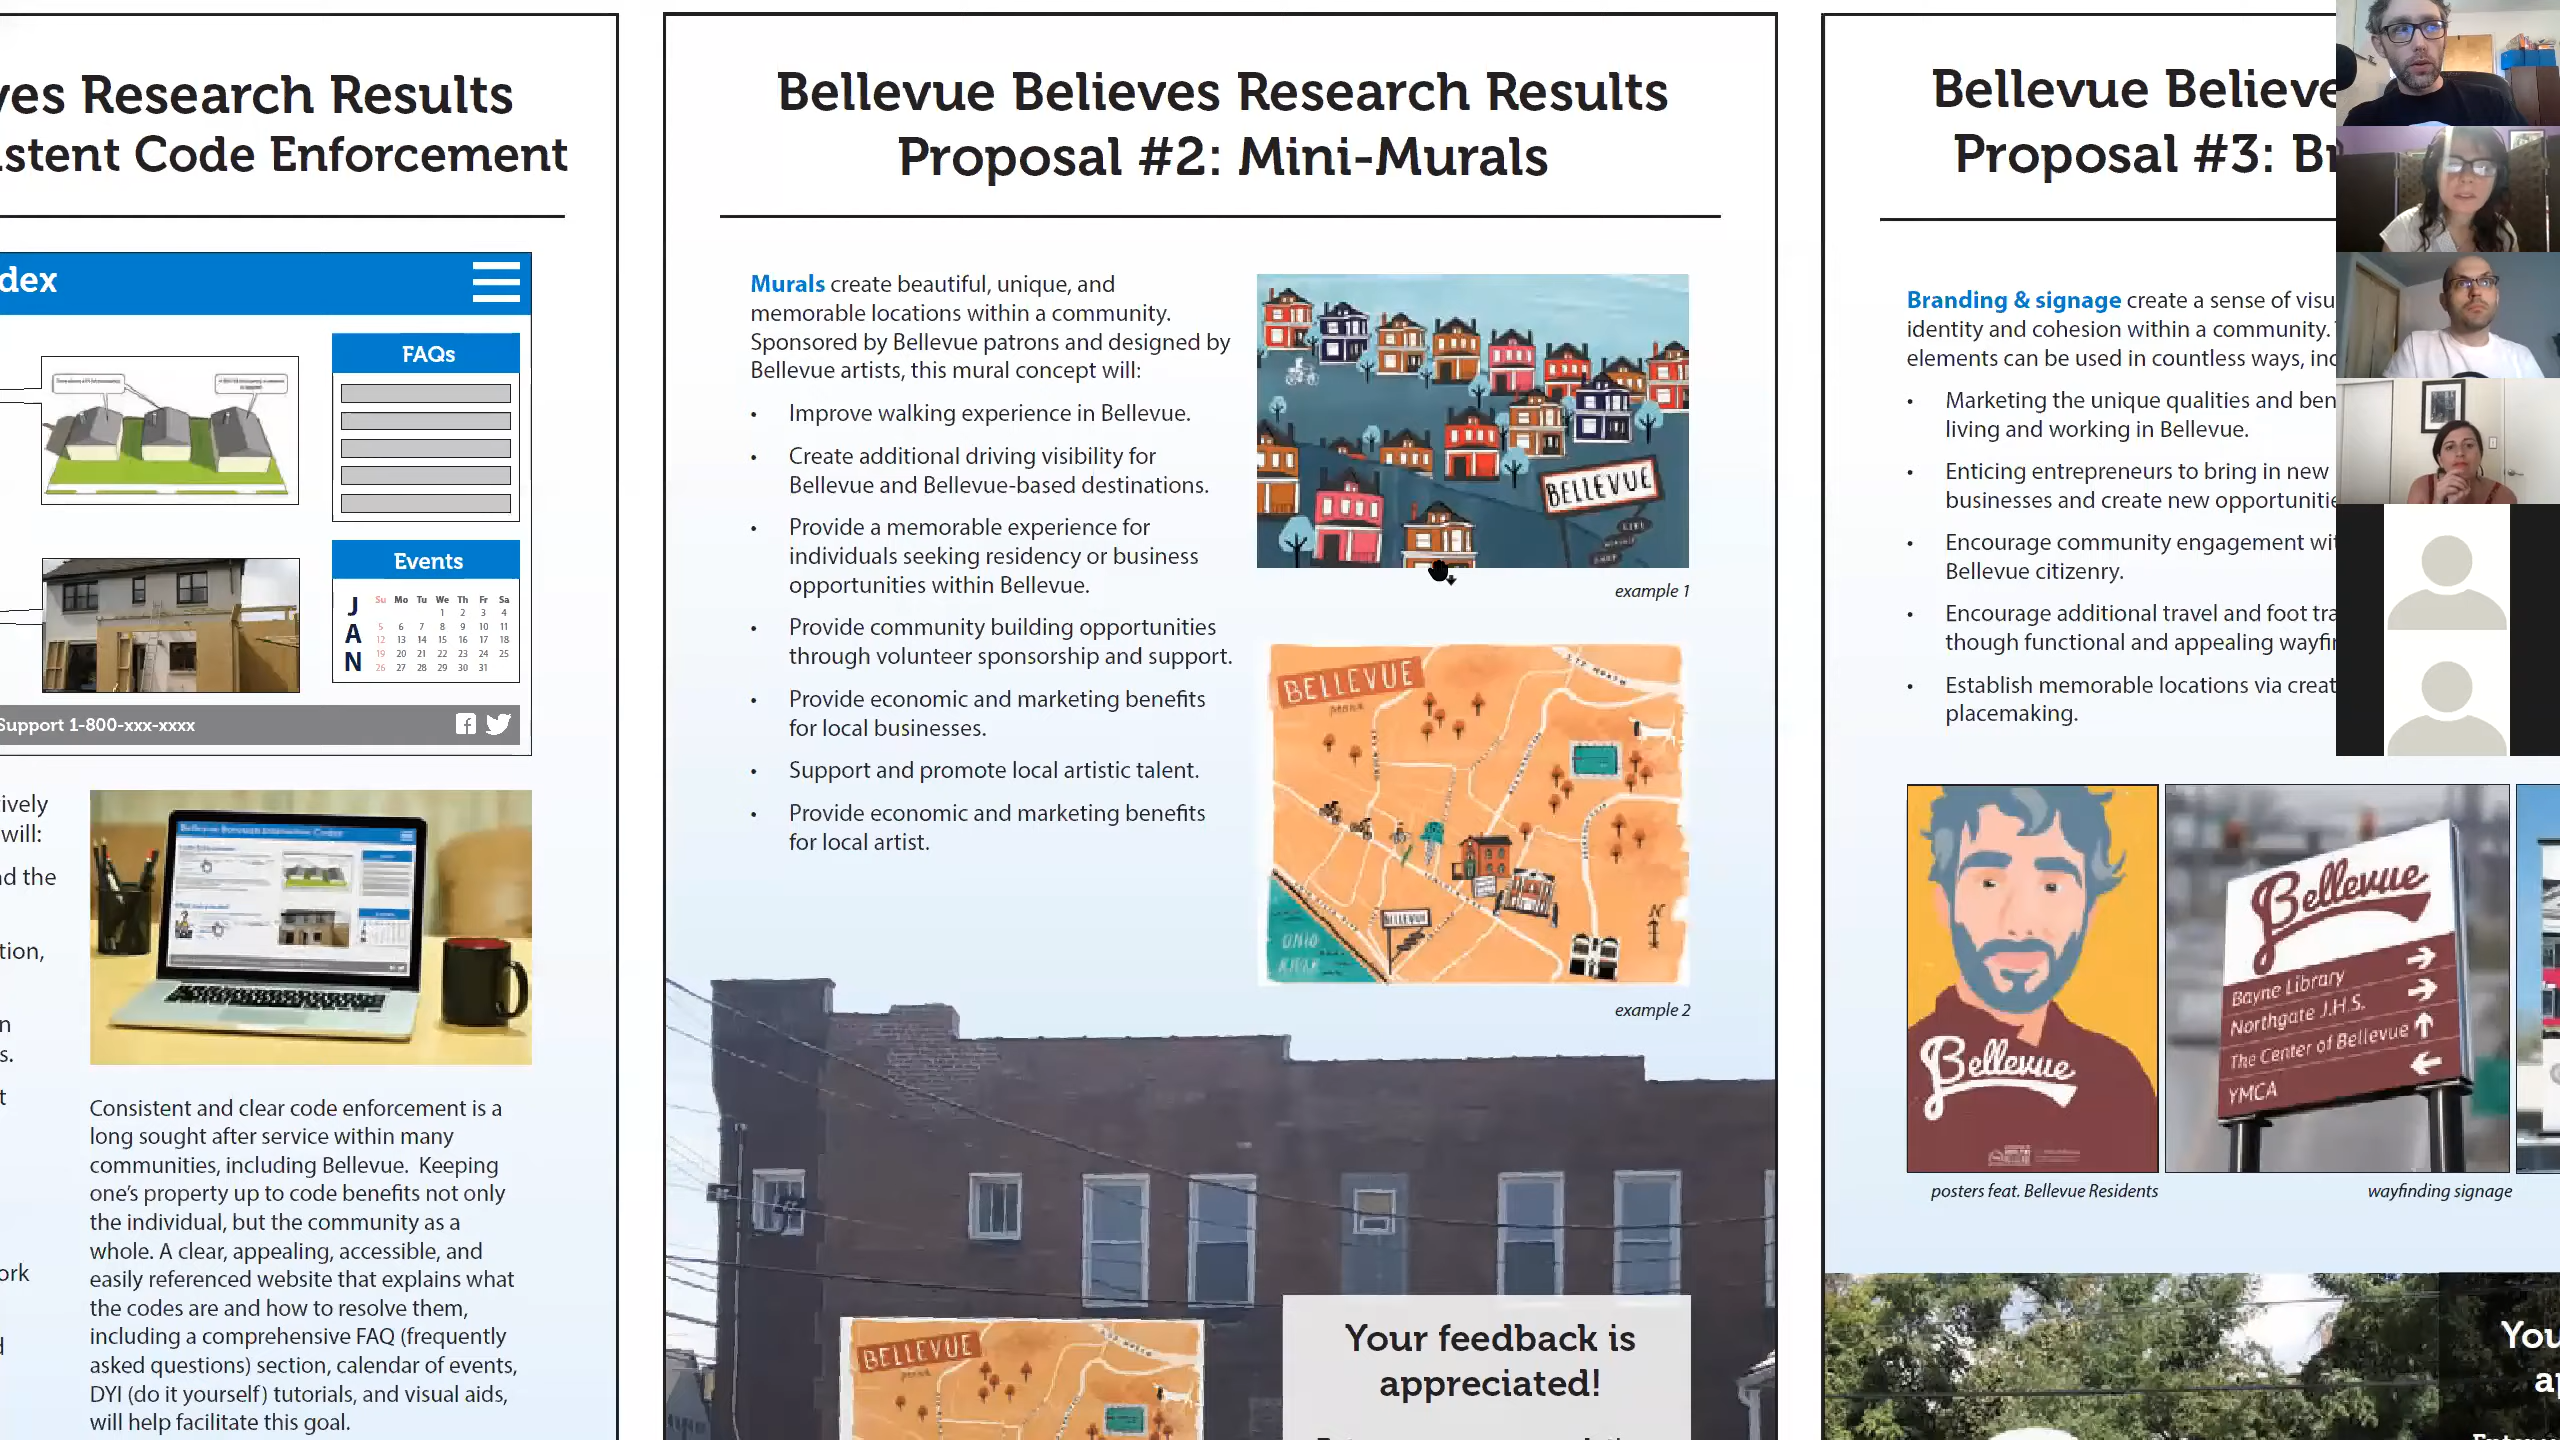 ves Research Results
istent Code Enforcement
dex
FAQs
Events
JAN
Su Mo Tu We Th Fr Sa
1 2 3 4
5 6 7 8 9 10 11
12 13 14 15 16 17 18
19 20 21 22 23 24 25
26 27 28 29 30 31
Support 1-800-xxx-xxxx
ively
will:
nd the
tion,
n
s.
t
ork
d
Consistent and clear code enforcement is a
long sought after service within many
communities, including Bellevue. Keeping
one's property up to code benefits not only
the individual, but the community as a
whole. A clear, appealing, accessible, and
easily referenced website that explains what
the codes are and how to resolve them,
including a comprehensive FAQ (frequently
asked questions) section, calendar of events,
DYI (do it yourself) tutorials, and visual aids,
will help facilitate this goal.
Bellevue Believes Research Results
Proposal #2: Mini-Murals
Murals create beautiful, unique, and
memorable locations within a community.
Sponsored by Bellevue patrons and designed by
Bellevue artists, this mural concept will:
• Improve walking experience in Bellevue.
• Create additional driving visibility for
Bellevue and Bellevue-based destinations.
• Provide a memorable experience for
individuals seeking residency or business
opportunities within Bellevue.
• Provide community building opportunities
through volunteer sponsorship and support.
• Provide economic and marketing benefits
for local businesses.
• Support and promote local artistic talent.
• Provide economic and marketing benefits
for local artist.
BELLEVUE
example 1
BELLEVUE
penna
BELLEVUE
OHIO
RIVER
N
example 2
BELLEVUE
penna
Your feedback is
appreciated!
Bellevue Believe
Proposal #3: Br
Branding & signage create a sense of visu
identity and cohesion within a community.
elements can be used in countless ways, inc
• Marketing the unique qualities and ben
living and working in Bellevue.
• Enticing entrepreneurs to bring in new
businesses and create new opportunitie
• Encourage community engagement wit
Bellevue citizenry.
• Encourage additional travel and foot tra
though functional and appealing wayfin
• Establish memorable locations via creat
placemaking.
Bellevue
posters feat. Bellevue Residents
Bellevue
Bayne Library
Northgate J.H.S.
The Center of Bellevue
YMCA
wayfinding signage
You
ap